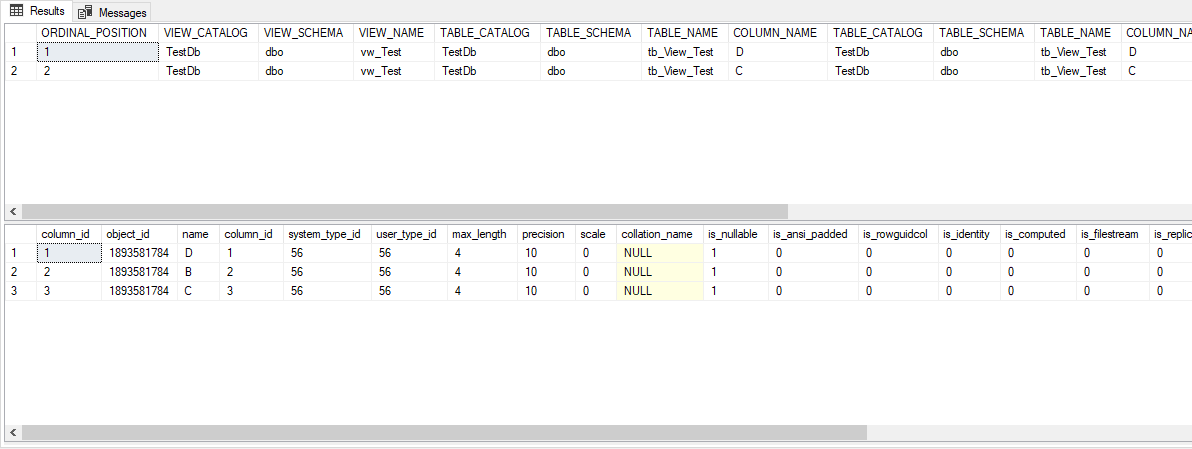 Results Messages
ORDINAL_POSITION VIEW_CATALOG VIEW_SCHEMA VIEW_NAME TABLE_CATALOG TABLE_SCHEMA TABLE_NAME COLUMN_NAME TABLE_CATALOG TABLE_SCHEMA TABLE_NAME COLUMN_NA
1 1 TestDb dbo vw_Test TestDb dbo tb_View_Test D TestDb dbo tb_View_Test D
2 2 TestDb dbo vw_Test TestDb dbo tb_View_Test C TestDb dbo tb_View_Test C
column_id object_id name column_id system_type_id user_type_id max_length precision scale collation_name is_nullable is_ansi_padded is_rowguidcol is_identity is_computed is_filestream is_replic
1 1 1893581784 D 1 56 56 4 10 0 NULL 1 0 0 0 0 0 0
2 2 1893581784 B 2 56 56 4 10 0 NULL 1 0 0 0 0 0 0
3 3 1893581784 C 3 56 56 4 10 0 NULL 1 0 0 0 0 0 0